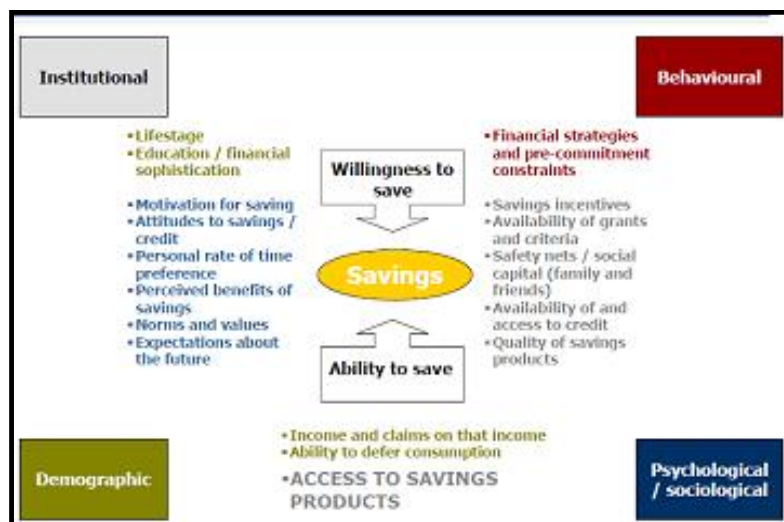 Institutional
Behavioural
•Lifestage
•Education / financial
sophistication
•Motivation for saving
•Attitudes to savings /
credit
•Personal rate of time
preference
•Perceived benefits of
savings
•Norms and values
•Expectations about
the future
Willingness to
save
Savings
Ability to save
•Financial strategies
and pre-commitment
constraints
•Savings incentives
•Availability of grants
and criteria
•Safety nets / social
capital (family and
friends)
•Availability of and
access to credit
•Quality of savings
products
•Income and claims on that income
•Ability to defer consumption
•ACCESS TO SAVINGS
PRODUCTS
Demographic
Psychological
/ sociological